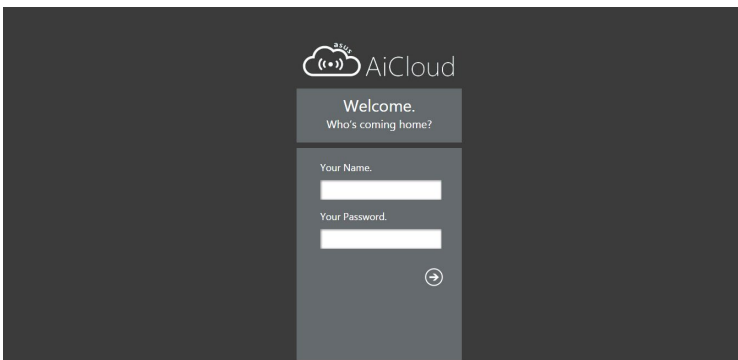 asus
AiCloud
Welcome.
Who's coming home?
Your Name.
Your Password.